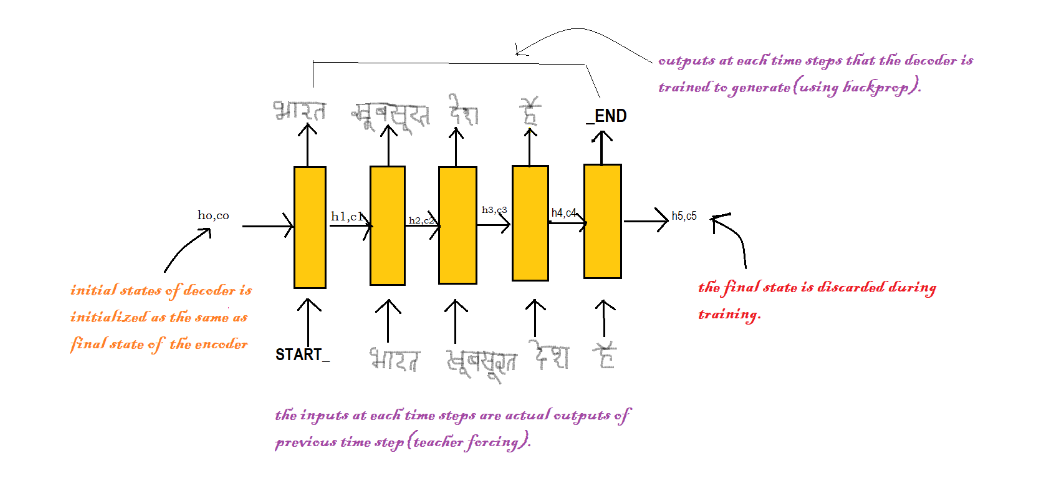 outputs at each time steps that the decoder is
trained to generate(using backprop).
भारत खूबसूरत देश है _END
ho,co h1,c1 h2,c2 h3,c3 h4,c4 h5,c5
initial states of decoder is
initialized as the same as
final state of the encoder
the final state is discarded during
training.
START_ भारत खूबसूरत देश है
the inputs at each time steps are actual outputs of
previous time step(teacher forcing).